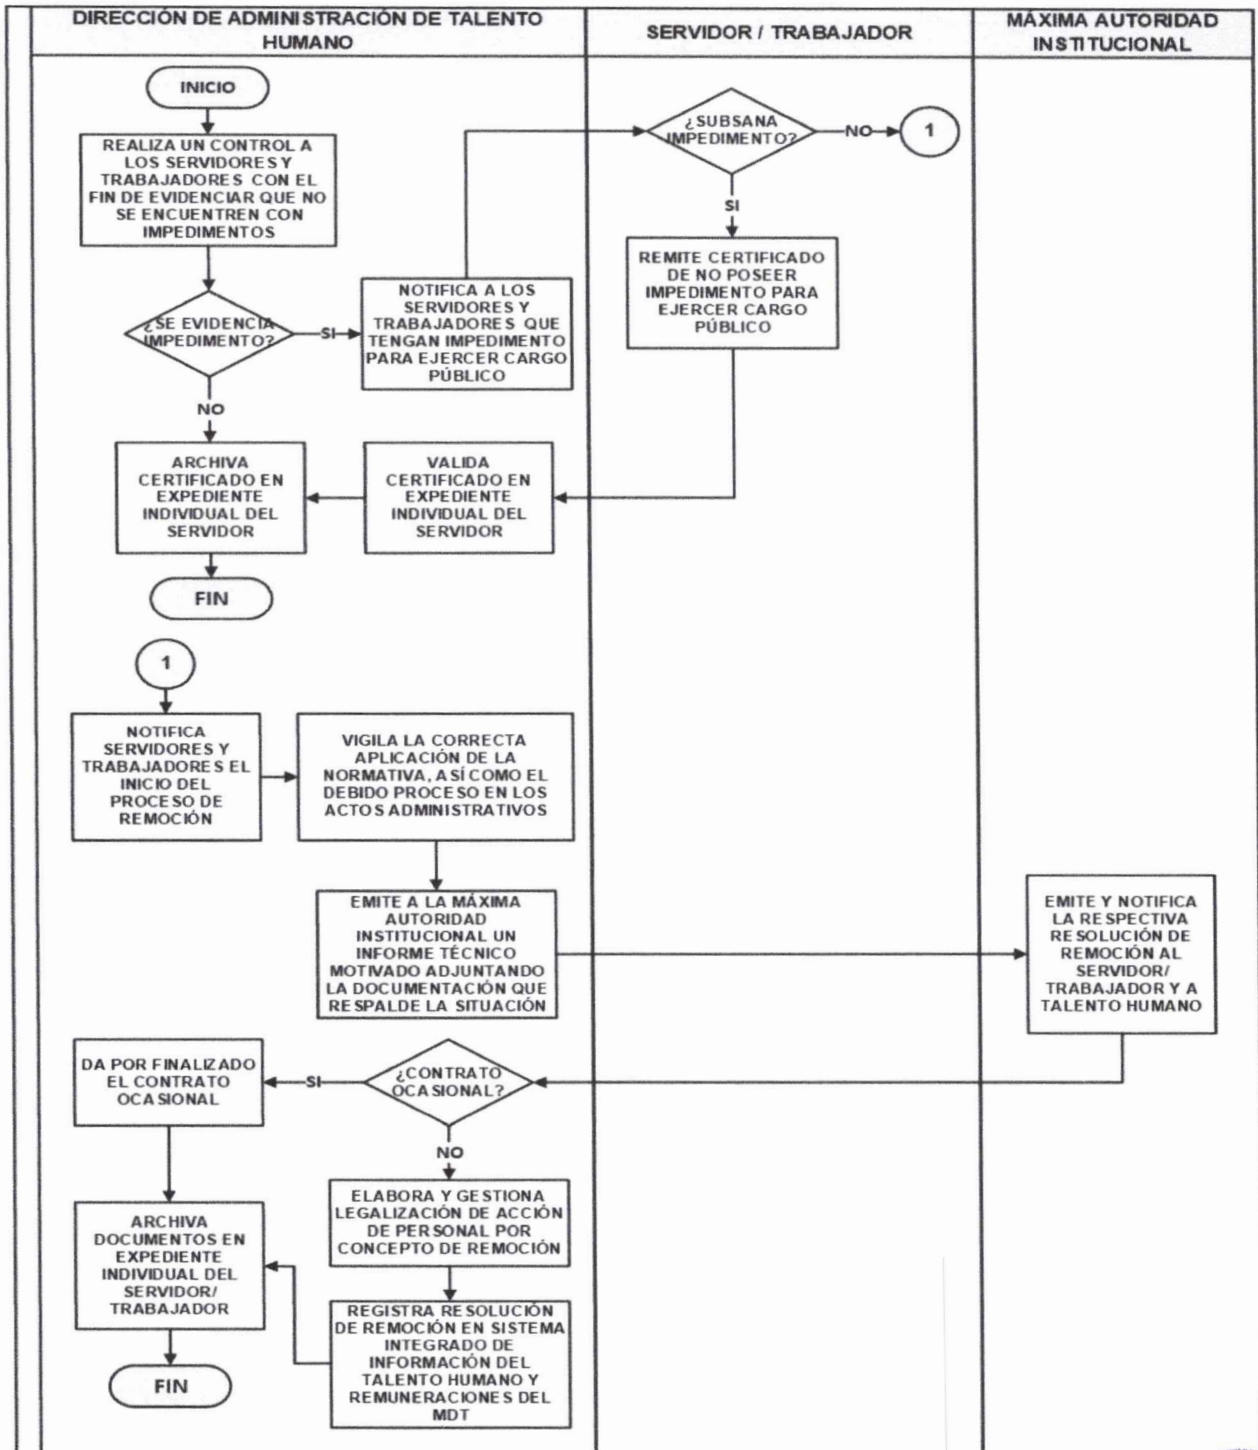 DIRECCIÓN DE ADMINISTRACIÓN DE TALENTO
HUMANO
SERVIDOR / TRABAJADOR
MÁXIMA AUTORIDAD
INSTITUCIONAL
INICIO
REALIZA UN CONTROL A
LOS SERVIDORES Y
TRABAJADORES CON EL
FIN DE EVIDENCIAR QUE NO
SE ENCUENTREN CON
IMPEDIMENTOS
¿SE EVIDENCIA
IMPEDIMENTO?
SI
NOTIFICA A LOS
SERVIDORES Y
TRABAJADORES QUE
TENGAN IMPEDIMENTO
PARA EJERCER CARGO
PÚBLICO
¿SUBSANA
IMPEDIMENTO?
NO
1
SI
REMITE CERTIFICADO
DE NO POSEER
IMPEDIMENTO PARA
EJERCER CARGO
PÚBLICO
NO
ARCHIVA
CERTIFICADO EN
EXPEDIENTE
INDIVIDUAL DEL
SERVIDOR
VALIDA
CERTIFICADO EN
EXPEDIENTE
INDIVIDUAL DEL
SERVIDOR
FIN
1
NOTIFICA
SERVIDORES Y
TRABAJADORES EL
INICIO DEL
PROCESO DE
REMOCIÓN
VIGILA LA CORRECTA
APLICACIÓN DE LA
NORMATIVA, ASÍ COMO EL
DEBIDO PROCESO EN LOS
ACTOS ADMINISTRATIVOS
EMITE A LA MÁXIMA
AUTORIDAD
INSTITUCIONAL UN
INFORME TÉCNICO
MOTIVADO ADJUNTANDO
LA DOCUMENTACIÓN QUE
RESPALDE LA SITUACIÓN
EMITE Y NOTIFICA
LA RESPECTIVA
RESOLUCIÓN DE
REMOCIÓN AL
SERVIDOR/
TRABAJADOR Y A
TALENTO HUMANO
¿CONTRATO
OCASIONAL?
SI
DA POR FINALIZADO
EL CONTRATO
OCASIONAL
NO
ELABORA Y GESTIONA
LEGALIZACIÓN DE ACCIÓN
DE PERSONAL POR
CONCEPTO DE REMOCIÓN
ARCHIVA
DOCUMENTOS EN
EXPEDIENTE
INDIVIDUAL DEL
SERVIDOR/
TRABAJADOR
REGISTRA RESOLUCIÓN
DE REMOCIÓN EN SISTEMA
INTEGRADO DE
INFORMACIÓN DEL
TALENTO HUMANO Y
REMUNERACIONES DEL
MDT
FIN